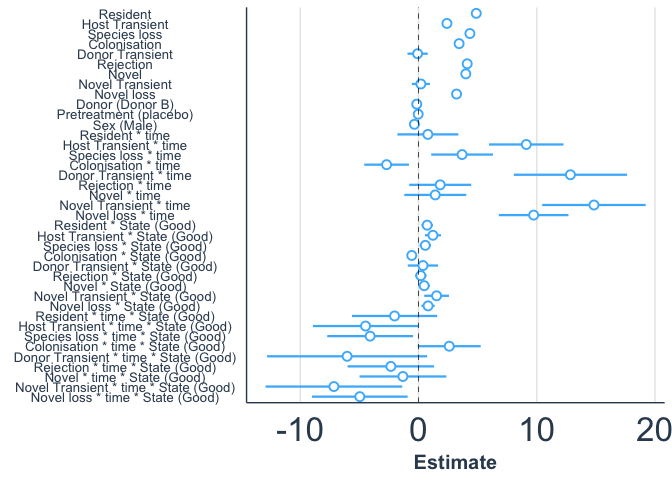 Resident
Host Transient
Species loss
Colonisation
Donor Transient
Rejection
Novel
Novel Transient
Novel loss
Donor (Donor B)
Pretreatment (placebo)
Sex (Male)
Resident * time
Host Transient * time
Species loss * time
Colonisation * time
Donor Transient * time
Rejection * time
Novel * time
Novel Transient * time
Novel loss * time
Resident * State (Good)
Host Transient * State (Good)
Species loss * State (Good)
Colonisation * State (Good)
Donor Transient * State (Good)
Rejection * State (Good)
Novel * State (Good)
Novel Transient * State (Good)
Novel loss * State (Good)
Resident * time * State (Good)
Host Transient * time * State (Good)
Species loss * time * State (Good)
Colonisation * time * State (Good)
Donor Transient * time * State (Good)
Rejection * time * State (Good)
Novel * time * State (Good)
Novel Transient * time * State (Good)
Novel loss * time * State (Good)
-10 0 10 20
Estimate